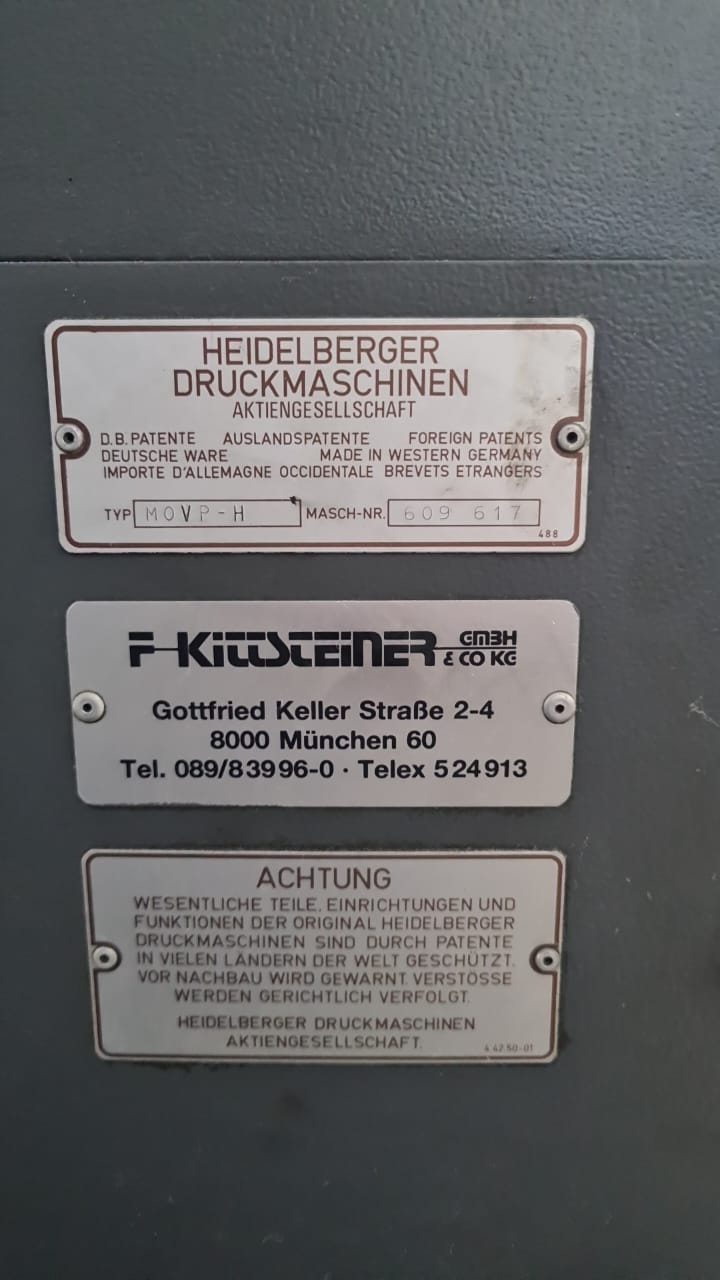 HEIDELBERGER
DRUCKMASCHINEN
AKTIENGESELLSCHAFT
D.B. PATENTE AUSLANDSPATENTE FOREIGN PATENTS
DEUTSCHE WARE MADE IN WESTERN GERMANY
IMPORTE D'ALLEMAGNE OCCIDENTALE BREVETS ETRANGERS
TYP MOVP-H MASCH-NR. 609 617
488
F-KITTSTEINER GMBH & CO KG
Gottfried Keller Straße 2-4
8000 München 60
Tel. 089/83996-0 · Telex 524913
ACHTUNG
WESENTLICHE TEILE, EINRICHTUNGEN UND
FUNKTIONEN DER ORIGINAL HEIDELBERGER
DRUCKMASCHINEN SIND DURCH PATENTE
IN VIELEN LÄNDERN DER WELT GESCHÜTZT.
VOR NACHBAU WIRD GEWARNT. VERSTÖSSE
WERDEN GERICHTLICH VERFOLGT.
HEIDELBERGER DRUCKMASCHINEN
AKTIENGESELLSCHAFT.
4.42.50-01